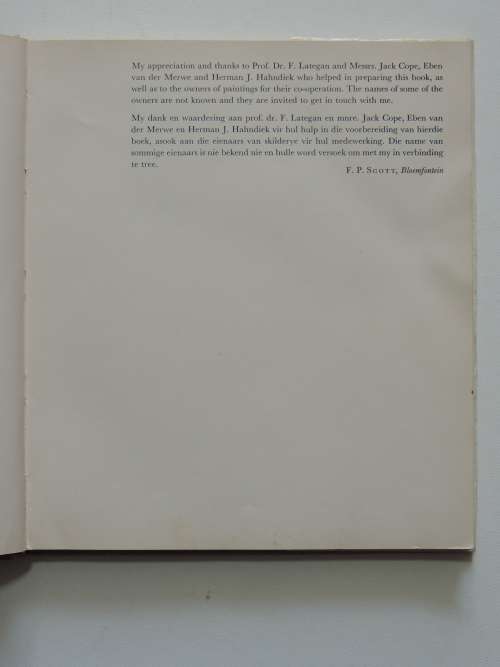 My appreciation and thanks to Prof. Dr. F. Lategan and Messrs. Jack Cope, Eben
van der Merwe and Herman J. Hahndiek who helped in preparing this book, as
well as to the owners of paintings for their co-operation. The names of some of the
owners are not known and they are invited to get in touch with me.
My dank en waardering aan prof. dr. F. Lategan en mnre. Jack Cope, Eben van
der Merwe en Herman J. Hahndiek vir hul hulp in die voorbereiding van hierdie
boek, asook aan die eienaars van skilderye vir hul medewerking. Die name van
sommige eienaars is nie bekend nie en hulle word versoek om met my in verbinding
te tree.
F. P. SCOTT, Bloemfontein